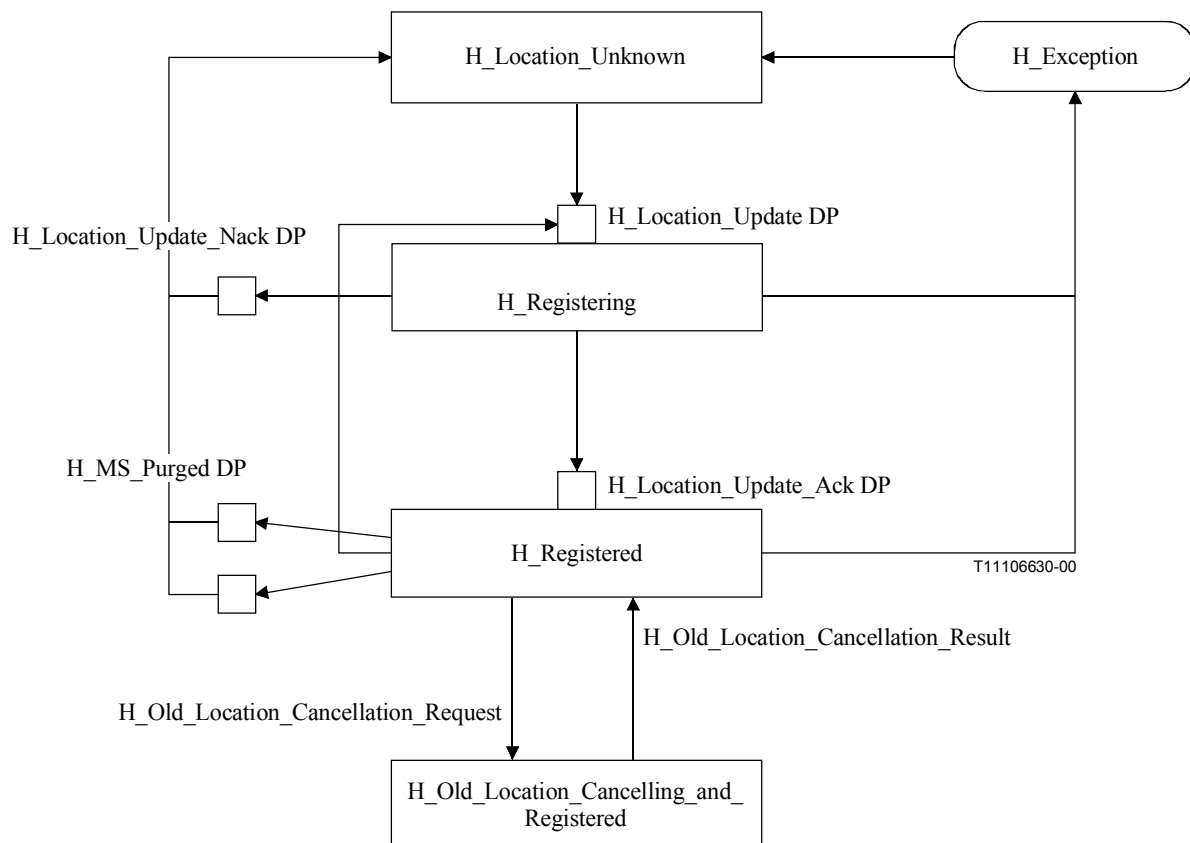 H_Location_Unknown
H_Exception
H_Location_Update DP
H_Location_Update_Nack DP
H_Registering
H_MS_Purged DP
H_Location_Update_Ack DP
H_Registered
T11106630-00
H_Old_Location_Cancellation_Result
H_Old_Location_Cancellation_Request
H_Old_Location_Cancelling_and_
Registered